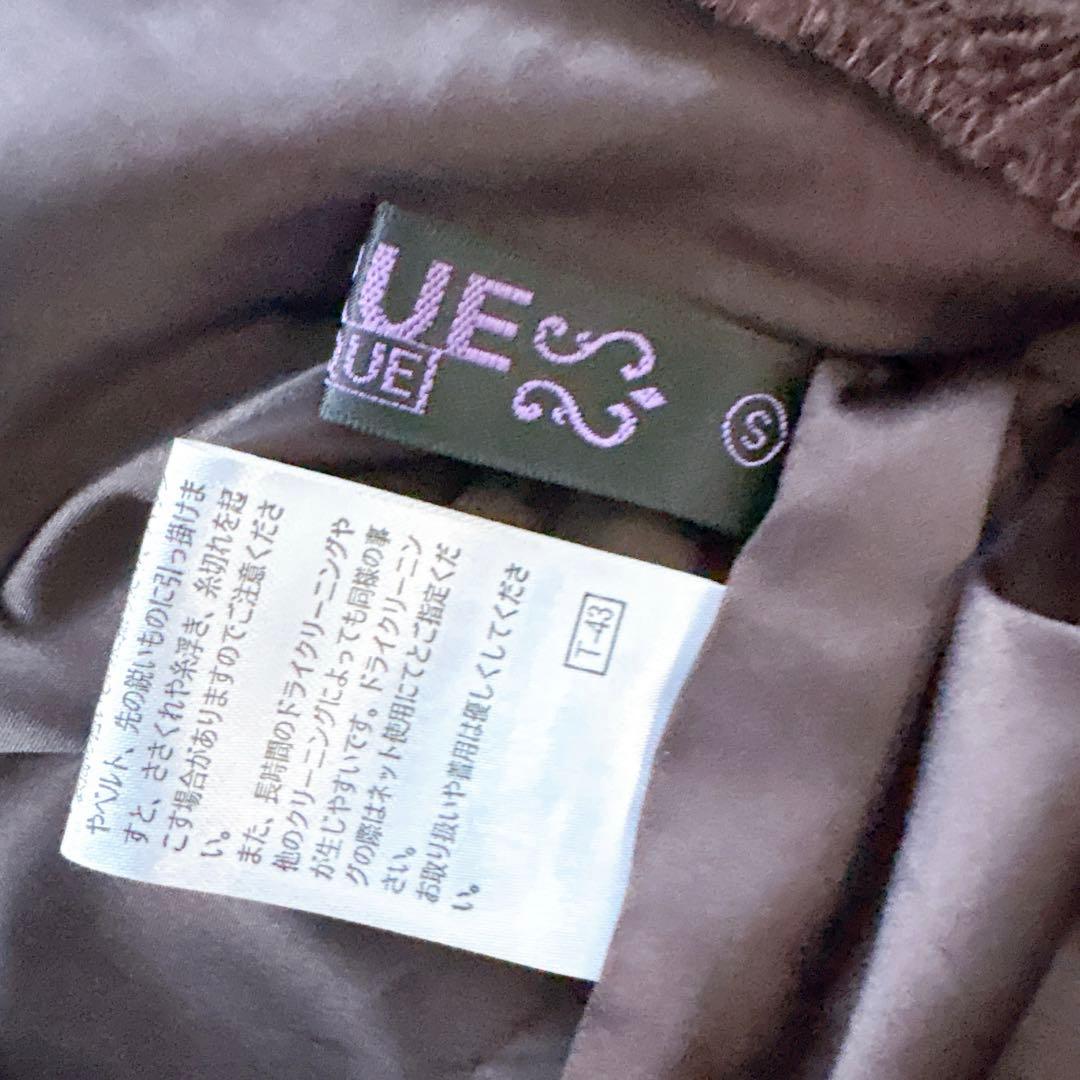 UE
UE
S
やベルト、先の鋭いものに引っ掛けま
すと、ささくれや糸浮き、糸切れを起
こす場合がありますのでご注意くださ
い。
また、長時間のドライクリーニングや
他のクリーニングによっても同様の事
が生じやすいです。ドライクリーニン
グの際はネット使用にてとご指定くだ
さい。
お取り扱いや着用は優しくしてくださ
い。
T-43